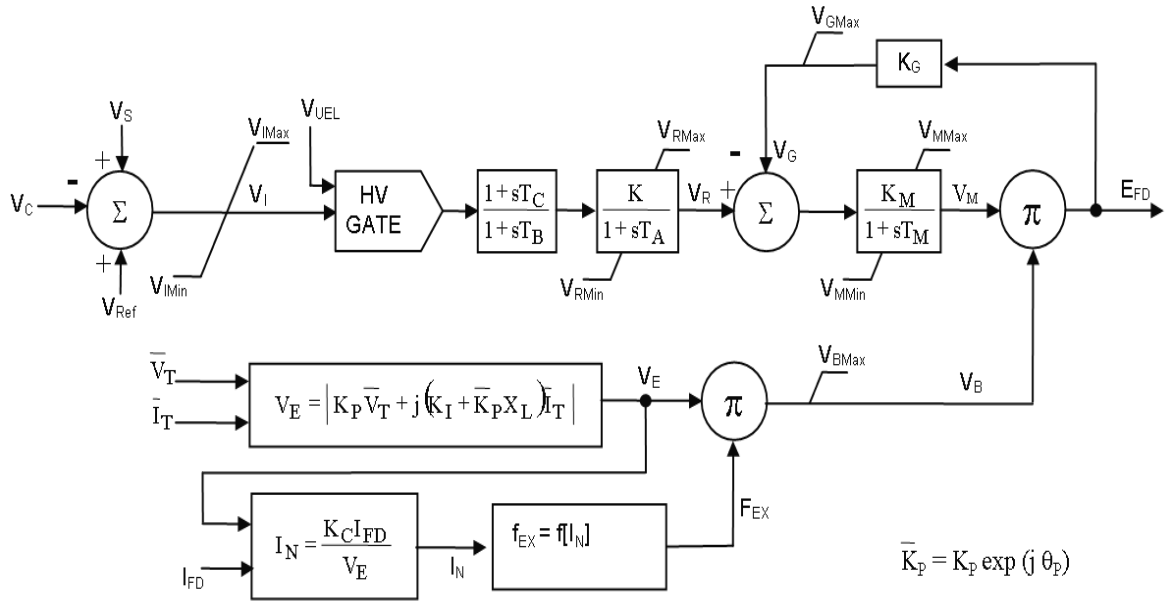 V_GMax
K_G
V_S
V_UEL
V_IMax
V_RMax
V_MMax
- V_G
+
-
V_C
Σ
V_I
HV
GATE
1 + sT_C
1 + sT_B
K
1 + sT_A
V_R
+
Σ
K_M
1 + sT_M
V_M
π
E_FD
+
V_Ref
V_IMin
V_RMin
V_MMin
V̅_T
I̅_T
V_E = | K_P V̅_T + j (K_I + K̅_P X_L) I̅_T |
V_E
π
V_BMax
V_B
F_EX
I_FD
I_N = K_C I_FD / V_E
I_N
f_EX = f[I_N]
K̅_P = K_P exp (j θ_P)